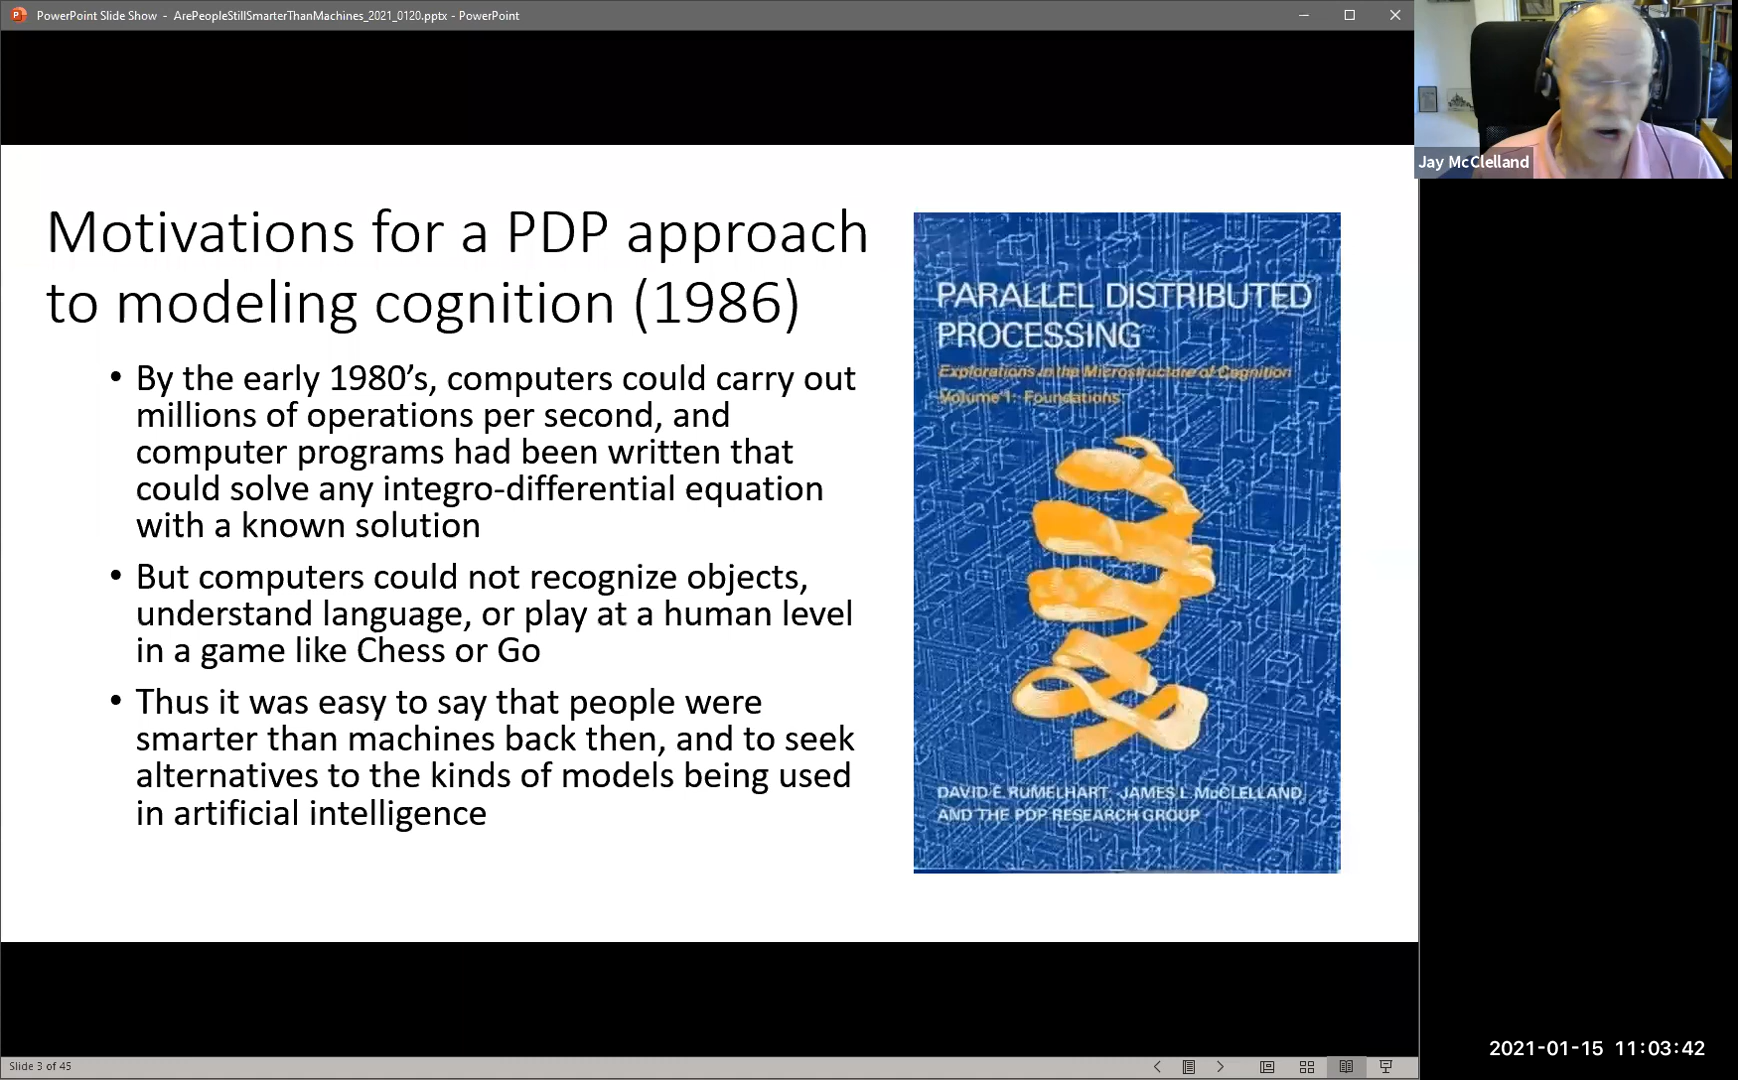 PowerPoint Slide Show - ArePeopleStillSmarterThanMachines_2021_0120.pptx - PowerPoint
Jay McClelland
Motivations for a PDP approach
to modeling cognition (1986)
• By the early 1980’s, computers could carry out
millions of operations per second, and
computer programs had been written that
could solve any integro-differential equation
with a known solution
• But computers could not recognize objects,
understand language, or play at a human level
in a game like Chess or Go
• Thus it was easy to say that people were
smarter than machines back then, and to seek
alternatives to the kinds of models being used
in artificial intelligence
PARALLEL DISTRIBUTED
PROCESSING
Explorations in the Microstructure of Cognition
Volume 1: Foundations
DAVID E. RUMELHART, JAMES L. McCLELLAND,
AND THE PDP RESEARCH GROUP
2021-01-15 11:03:42
Slide 3 of 45